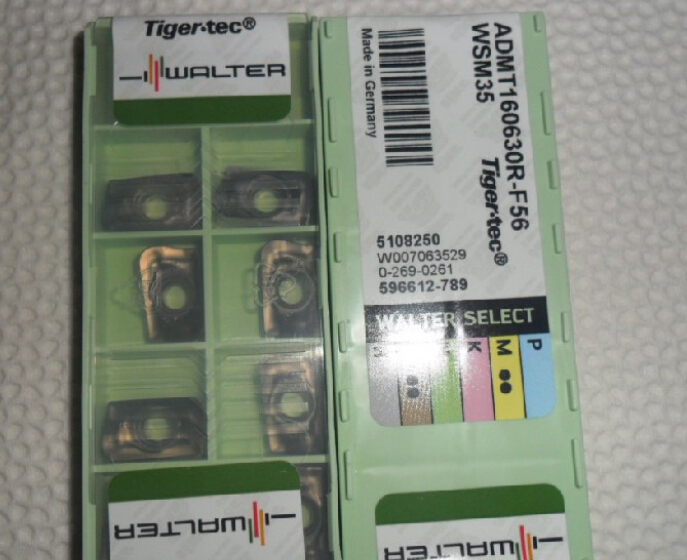 Tiger·tec®
WALTER
WALTER
ADMT160630R-F56
WSM35
Tiger·tec®
Made in Germany
5108250
W007063529
0-269-0261
596612-789
WALTER SELECT
P
M
K
WALTER